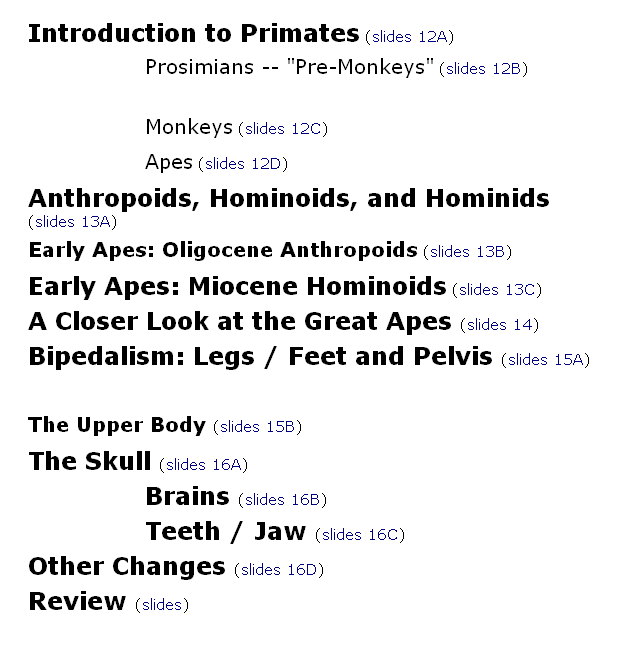 Introduction to Primates (slides 12A)
Prosimians -- "Pre-Monkeys" (slides 12B)
Monkeys (slides 12C)
Apes (slides 12D)
Anthropoids, Hominoids, and Hominids
(slides 13A)
Early Apes: Oligocene Anthropoids (slides 13B)
Early Apes: Miocene Hominoids (slides 13C)
A Closer Look at the Great Apes (slides 14)
Bipedalism: Legs / Feet and Pelvis (slides 15A)
The Upper Body (slides 15B)
The Skull (slides 16A)
Brains (slides 16B)
Teeth / Jaw (slides 16C)
Other Changes (slides 16D)
Review (slides)